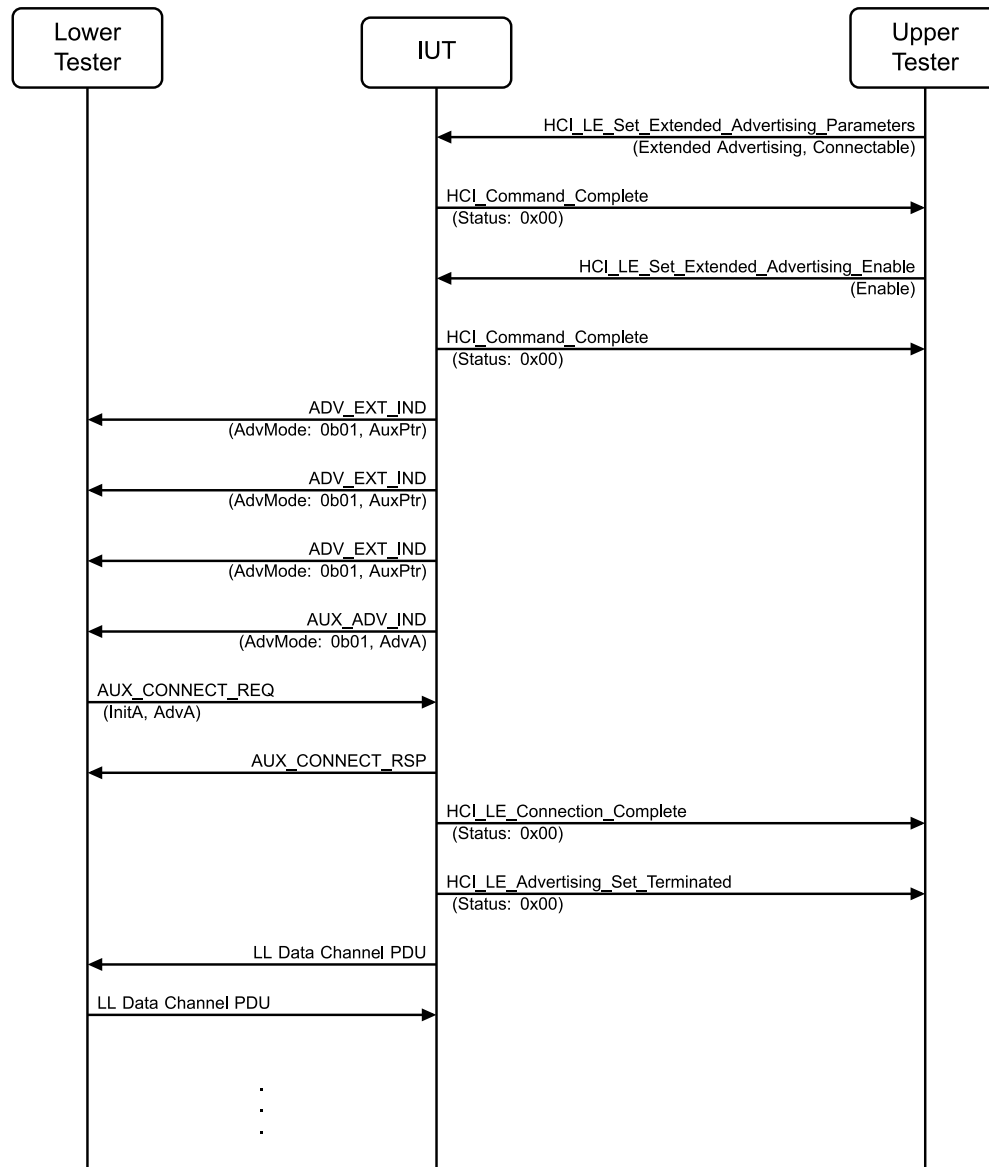 Lower
Tester
IUT
Upper
Tester
HCI_LE_Set_Extended_Advertising_Parameters
(Extended Advertising, Connectable)
HCI_Command_Complete
(Status: 0x00)
HCI_LE_Set_Extended_Advertising_Enable
(Enable)
HCI_Command_Complete
(Status: 0x00)
ADV_EXT_IND
(AdvMode: 0b01, AuxPtr)
ADV_EXT_IND
(AdvMode: 0b01, AuxPtr)
ADV_EXT_IND
(AdvMode: 0b01, AuxPtr)
AUX_ADV_IND
(AdvMode: 0b01, AdvA)
AUX_CONNECT_REQ
(InitA, AdvA)
AUX_CONNECT_RSP
HCI_LE_Connection_Complete
(Status: 0x00)
HCI_LE_Advertising_Set_Terminated
(Status: 0x00)
LL Data Channel PDU
LL Data Channel PDU
.
.
.